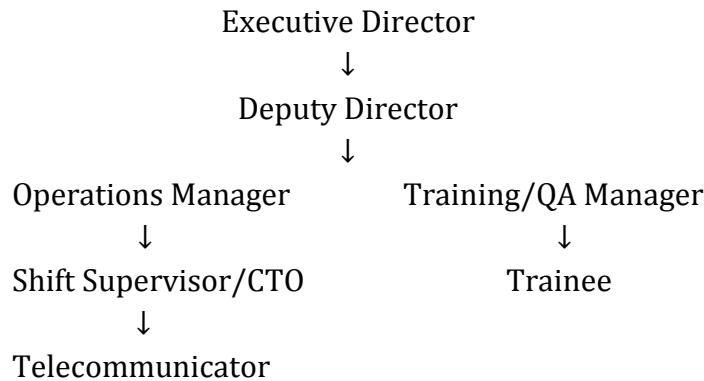 Executive Director
↓
Deputy Director
↓
Operations Manager Training/QA Manager
↓ ↓
Shift Supervisor/CTO Trainee
↓
Telecommunicator